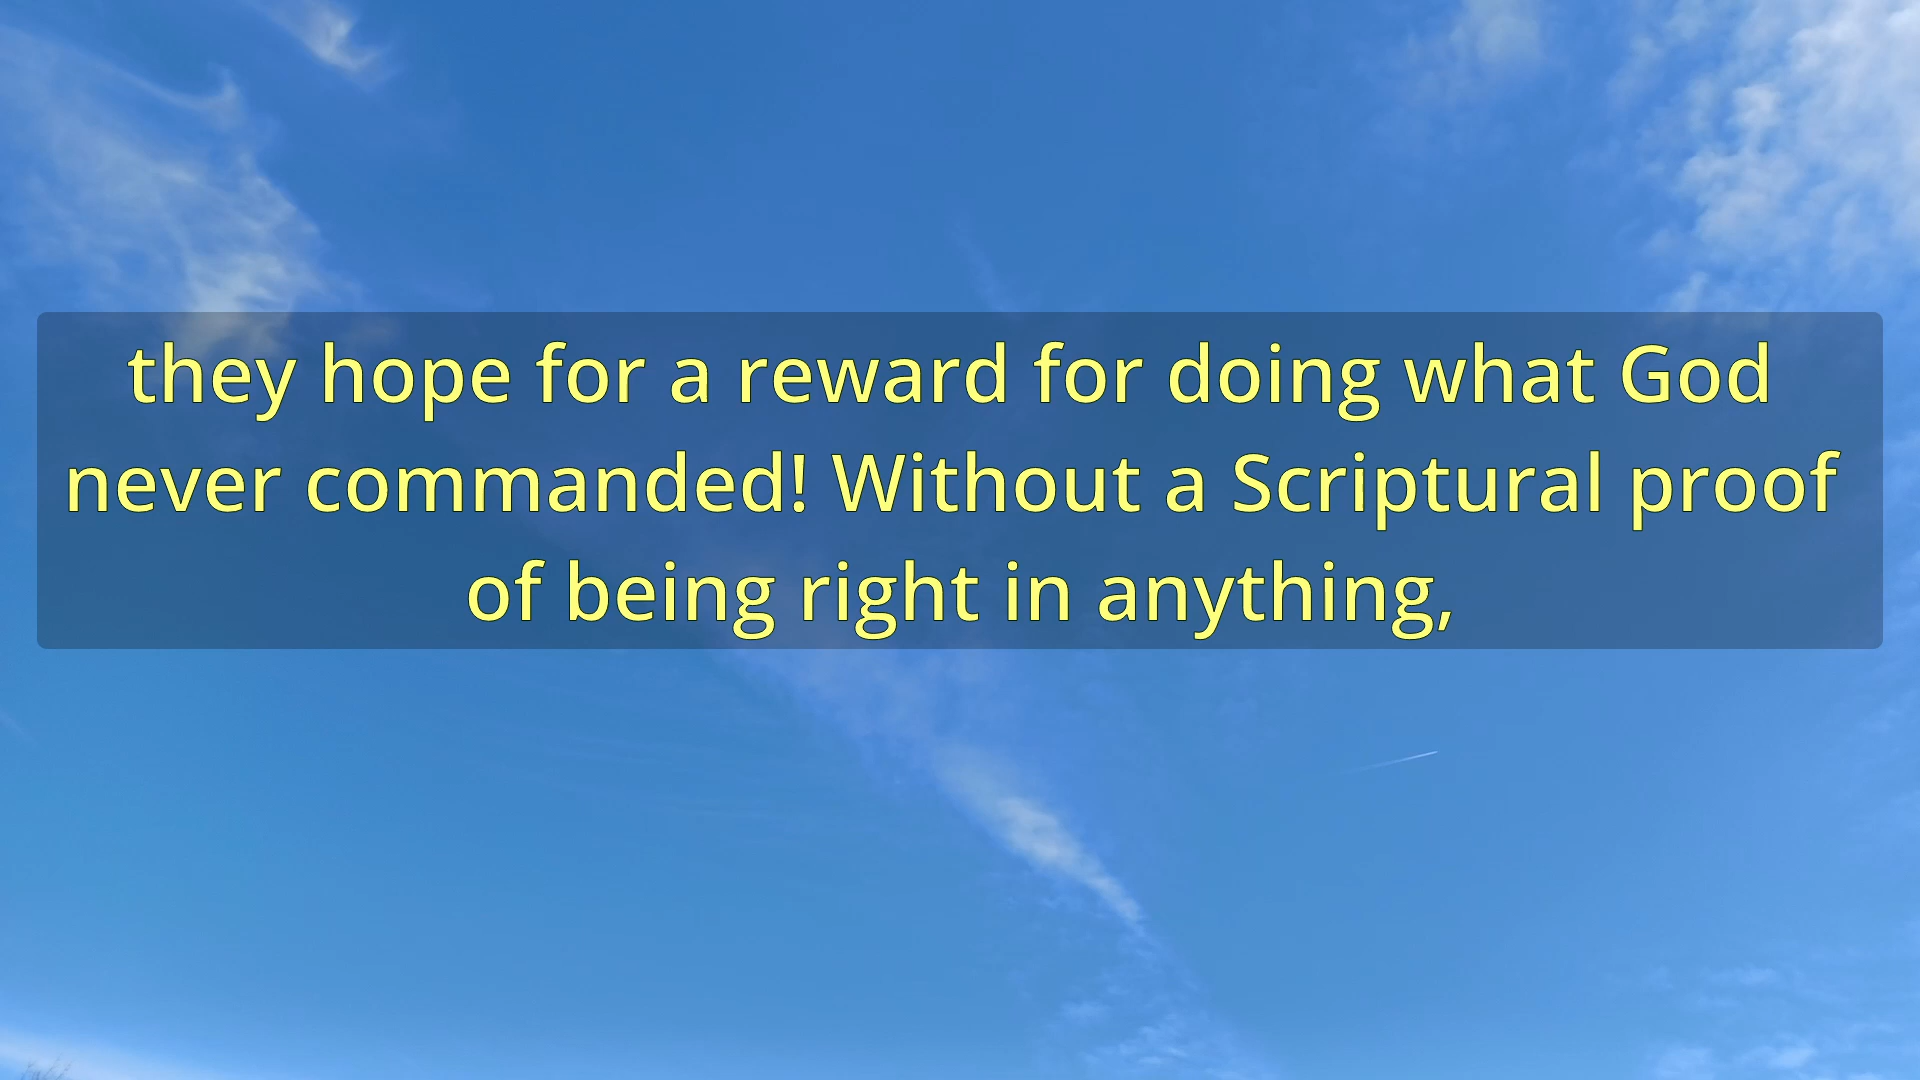 they hope for a reward for doing what God
never commanded! Without a Scriptural proof
of being right in anything,